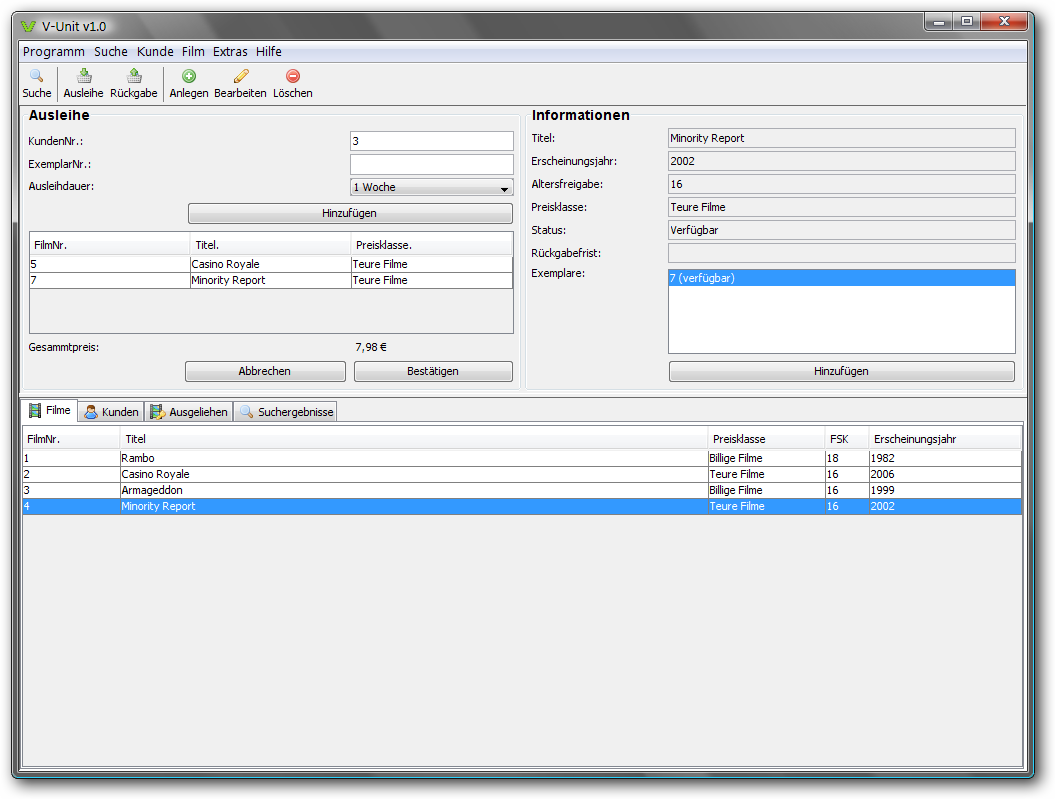 V-Unit v1.0
Programm Suche Kunde Film Extras Hilfe
Suche Ausleihe Rückgabe Anlegen Bearbeiten Löschen
Ausleihe
KundenNr.: 3
ExemplarNr.:
Ausleihdauer: 1 Woche
Hinzufügen
FilmNr. Titel. Preisklasse.
5 Casino Royale Teure Filme
7 Minority Report Teure Filme
Gesammtpreis: 7,98 €
Abbrechen Bestätigen
Informationen
Titel: Minority Report
Erscheinungsjahr: 2002
Altersfreigabe: 16
Preisklasse: Teure Filme
Status: Verfügbar
Rückgabefrist:
Exemplare: 7 (verfügbar)
Hinzufügen
Filme Kunden Ausgeliehen Suchergebnisse
FilmNr. Titel Preisklasse FSK Erscheinungsjahr
1 Rambo Billige Filme 18 1982
2 Casino Royale Teure Filme 16 2006
3 Armageddon Billige Filme 16 1999
4 Minority Report Teure Filme 16 2002